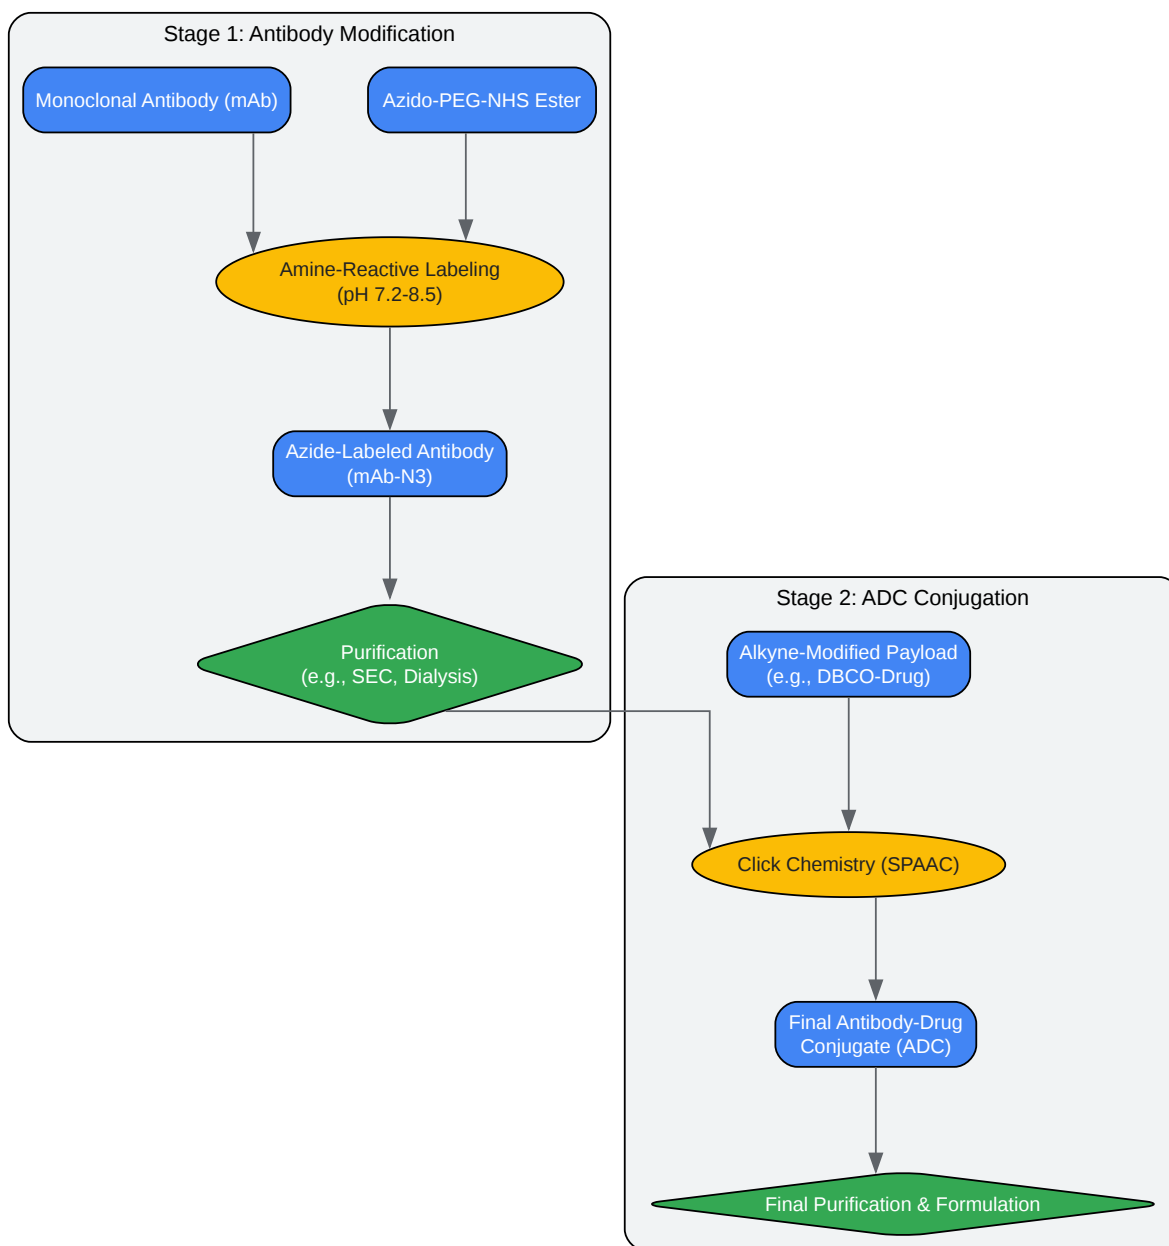 Stage 1: Antibody Modification
Monoclonal Antibody (mAb)
Azido-PEG-NHS Ester
Amine-Reactive Labeling
(pH 7.2-8.5)
Azide-Labeled Antibody
(mAb-N3)
Purification
(e.g., SEC, Dialysis)
Stage 2: ADC Conjugation
Alkyne-Modified Payload
(e.g., DBCO-Drug)
Click Chemistry (SPAAC)
Final Antibody-Drug
Conjugate (ADC)
Final Purification & Formulation